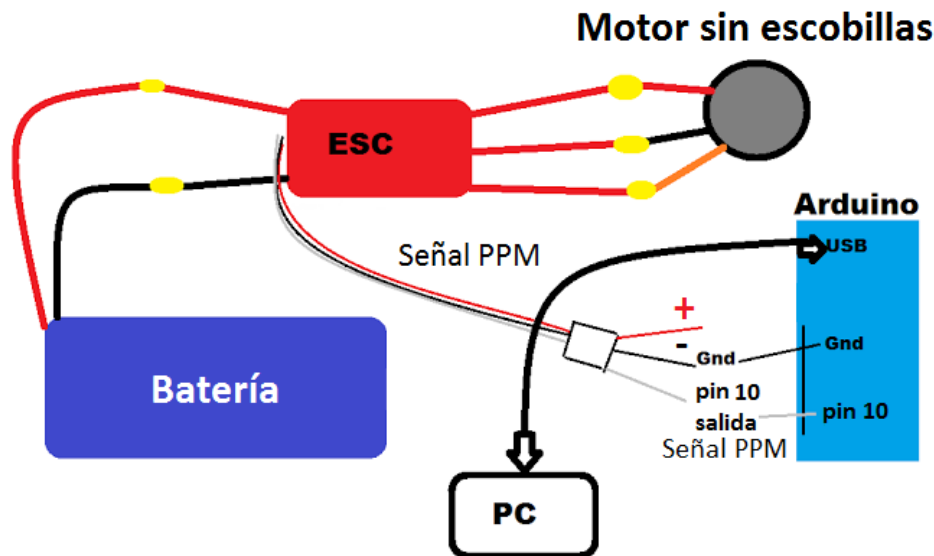 Motor sin escobillas
ESC
Arduino
USB
Señal PPM
+
-
Gnd
Gnd
Batería
pin 10
salida
pin 10
Señal PPM
PC